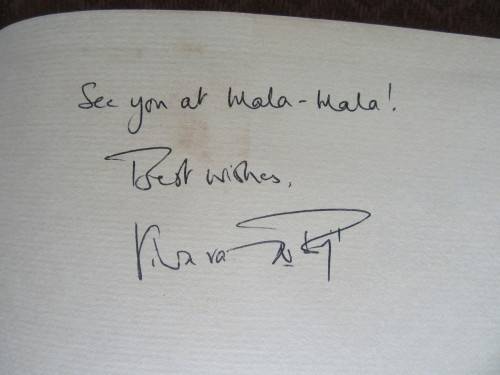 See you at Mala-Mala!
Best wishes,